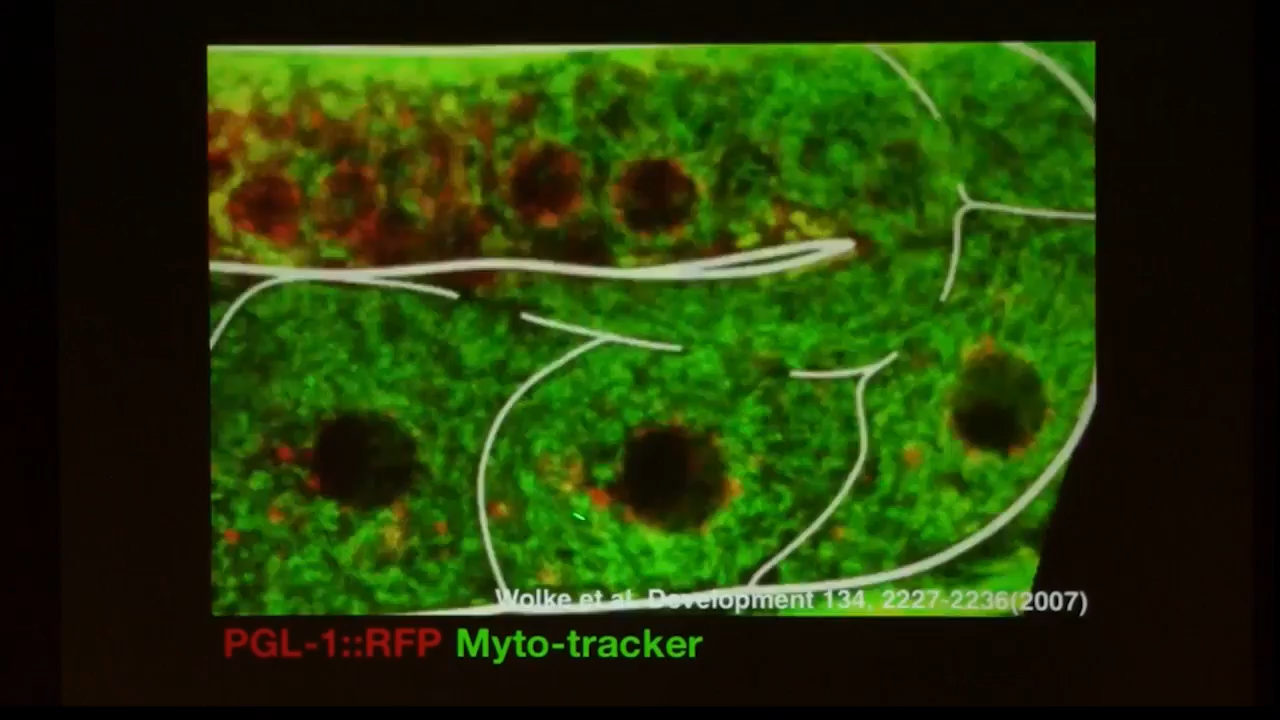 Wolke et al. Development 134, 2227-2236(2007)
PGL-1::RFP Myto-tracker